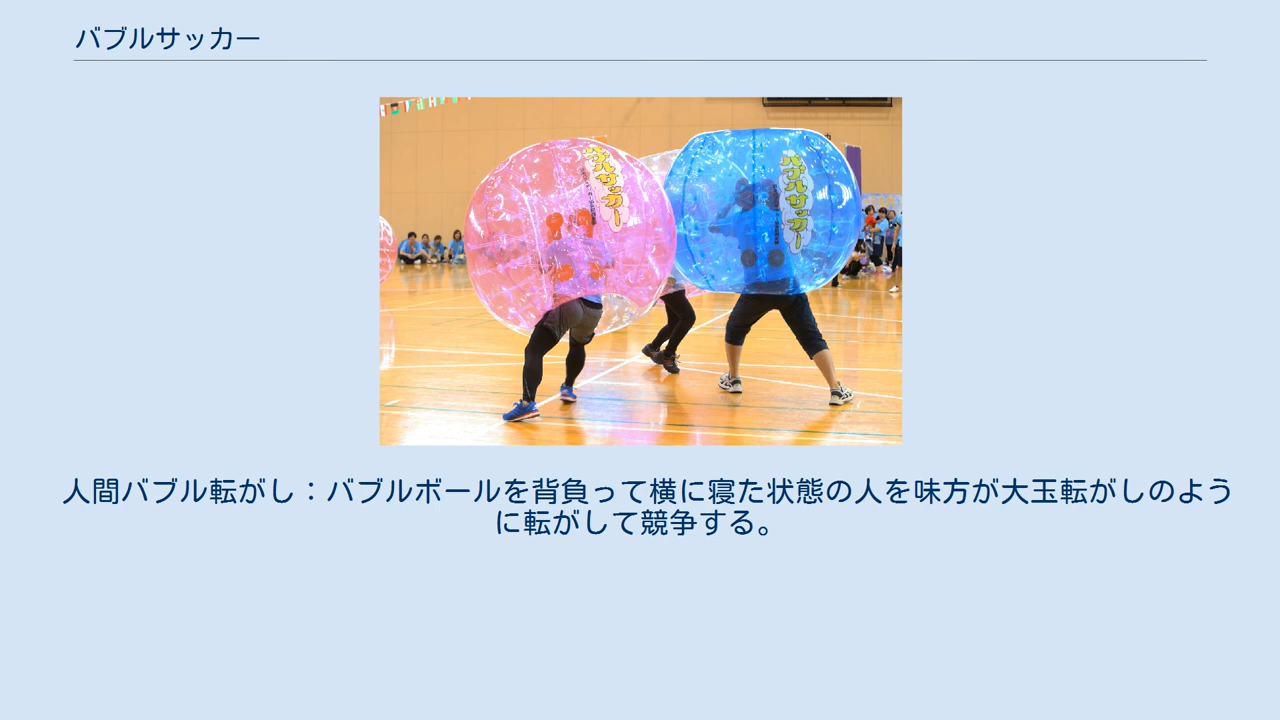 バブルサッカー
バブルサッカー
バブルサッカー
人間バブル転がし：バブルボールを背負って横に寝た状態の人を味方が大玉転がしのよう
に転がして競争する。